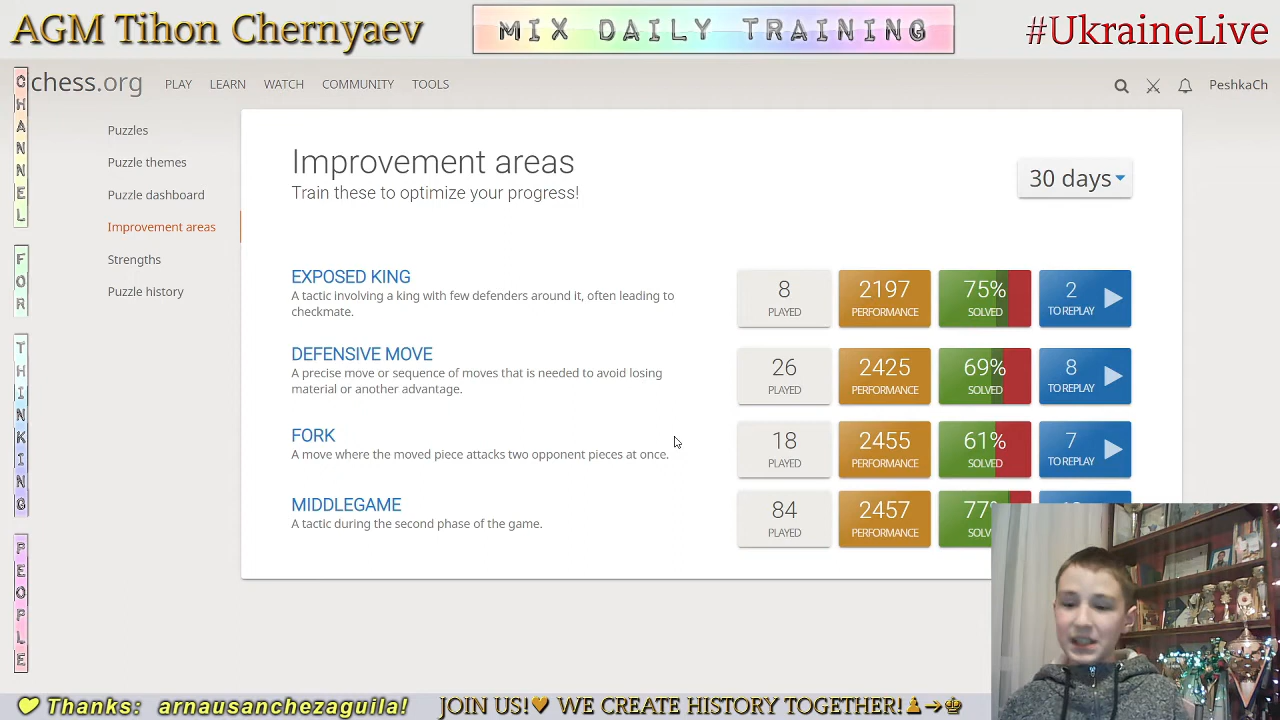 AGM Tihon Chernyaev
MIX DAILY TRAINING
#UkraineLive
chess.org
PLAY
LEARN
WATCH
COMMUNITY
TOOLS
PeshkaCh
CHANNEL
FOR
THINKING
PEOPLE
Puzzles
Puzzle themes
Puzzle dashboard
Improvement areas
Strengths
Puzzle history
Improvement areas
Train these to optimize your progress!
30 days
EXPOSED KING
A tactic involving a king with few defenders around it, often leading to
checkmate.
8
PLAYED
2197
PERFORMANCE
75%
SOLVED
2
TO REPLAY
DEFENSIVE MOVE
A precise move or sequence of moves that is needed to avoid losing
material or another advantage.
26
PLAYED
2425
PERFORMANCE
69%
SOLVED
8
TO REPLAY
FORK
A move where the moved piece attacks two opponent pieces at once.
18
PLAYED
2455
PERFORMANCE
61%
SOLVED
7
TO REPLAY
MIDDLEGAME
A tactic during the second phase of the game.
84
PLAYED
2457
PERFORMANCE
77%
SOLV
Thanks: arnausanchezaguila!
JOIN US! WE CREATE HISTORY TOGETHER!